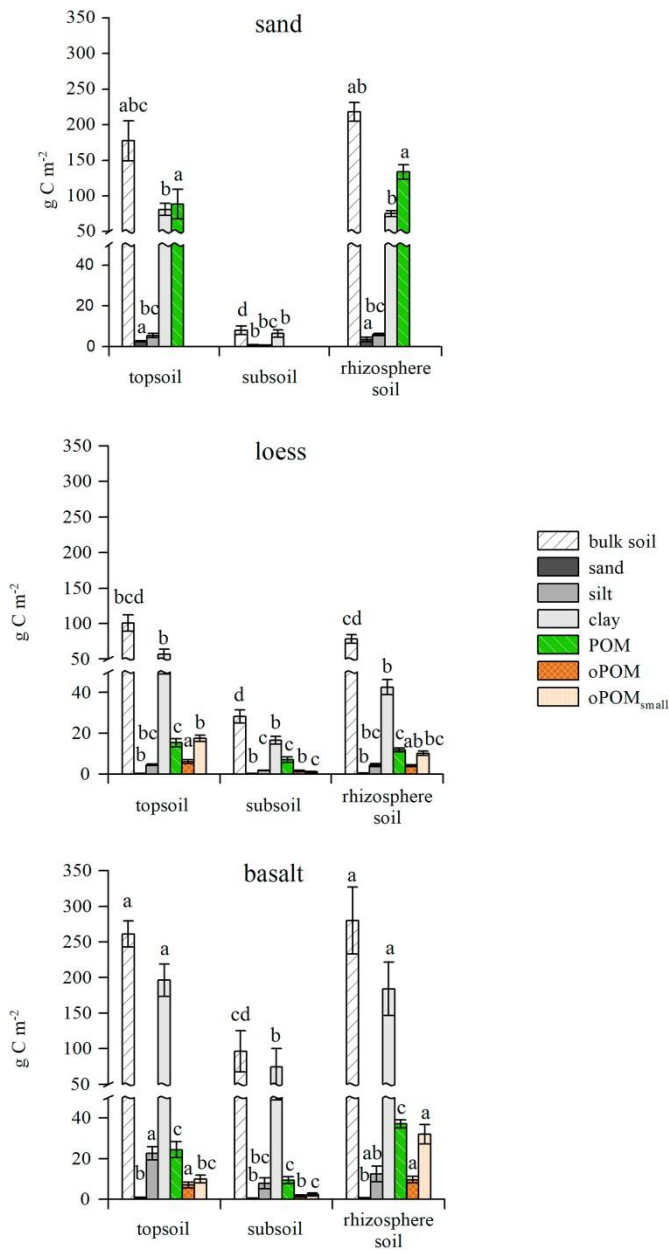 sand
350
300
250
200
150
100
50
40
20
0
g C m⁻²
abc
a
bc
b
a
d
b
bc
b
ab
a
bc
b
a
topsoil
subsoil
rhizosphere
soil
loess
350
300
250
200
150
100
50
40
20
0
g C m⁻²
bcd
b
bc
b
c
a
b
d
b
c
b
c
b
c
cd
b
bc
b
c
ab
bc
topsoil
subsoil
rhizosphere
soil
bulk soil
sand
silt
clay
POM
oPOM
oPOMsmall
basalt
350
300
250
200
150
100
50
40
20
0
g C m⁻²
a
b
a
a
c
a
bc
cd
b
bc
b
c
b
c
a
b
ab
a
c
a
a
topsoil
subsoil
rhizosphere
soil